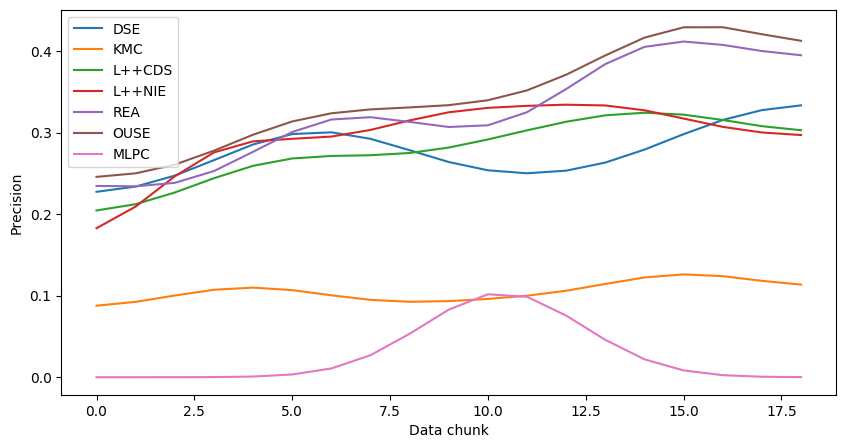 DSE
KMC
L++CDS
L++NIE
REA
OUSE
MLPC
Precision
0.4
0.3
0.2
0.1
0.0
0.0 2.5 5.0 7.5 10.0 12.5 15.0 17.5
Data chunk